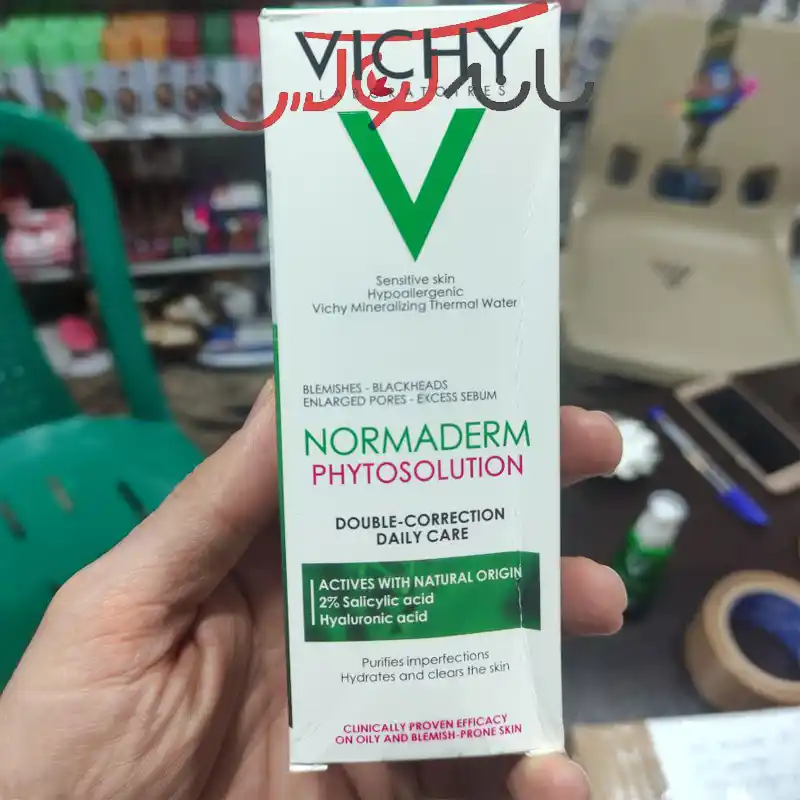 VICHY
LABORATOIRES
Sensitive skin
Hypoallergenic
Vichy Mineralizing Thermal Water
BLEMISHES - BLACKHEADS
ENLARGED PORES - EXCESS SEBUM
NORMADERM
PHYTOSOLUTION
DOUBLE-CORRECTION
DAILY CARE
ACTIVES WITH NATURAL ORIGIN
2% Salicylic acid
Hyaluronic acid
Purifies imperfections
Hydrates and clears the skin
CLINICALLY PROVEN EFFICACY
ON OILY AND BLEMISH-PRONE SKIN